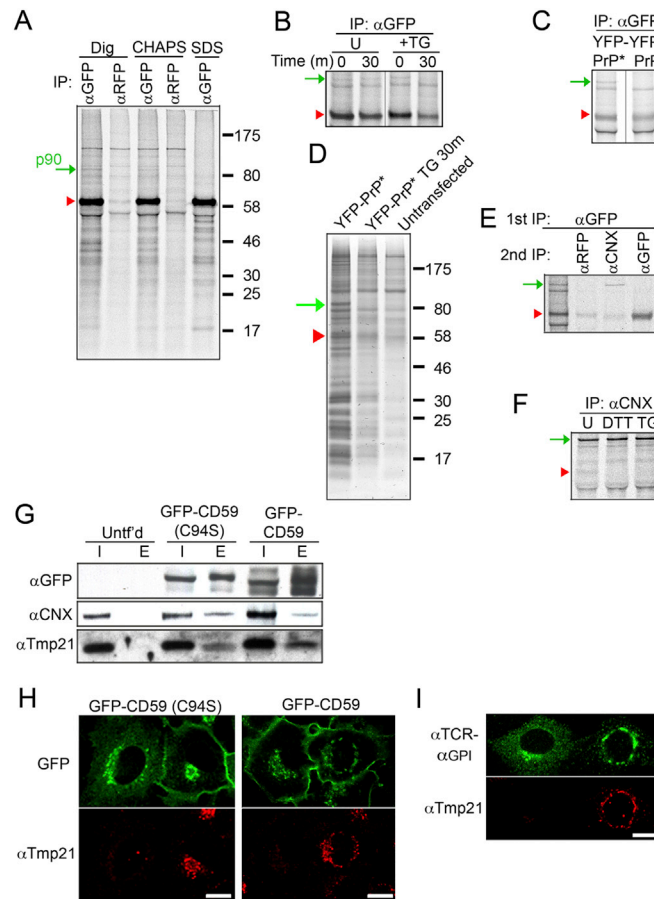 A
Dig CHAPS SDS
IP: αGFP αRFP αGFP αRFP αGFP
p90
175
80
58
46
30
25
17
B
IP: αGFP
U +TG
Time (m) 0 30 0 30
C
IP: αGFP
YFP- YFP
PrP* PrP
D
YFP-PrP*
YFP-PrP* TG 30m
Untransfected
175
80
58
46
30
25
17
E
1st IP: αGFP
2nd IP: αRFP αCNX αGFP
F
IP: αCNX
U DTT TG
G
GFP-CD59 GFP-
Untf'd (C94S) CD59
I E I E I E
αGFP
αCNX
αTmp21
H
GFP-CD59 (C94S) GFP-CD59
GFP
αTmp21
I
αTCR-
αGPI
αTmp21